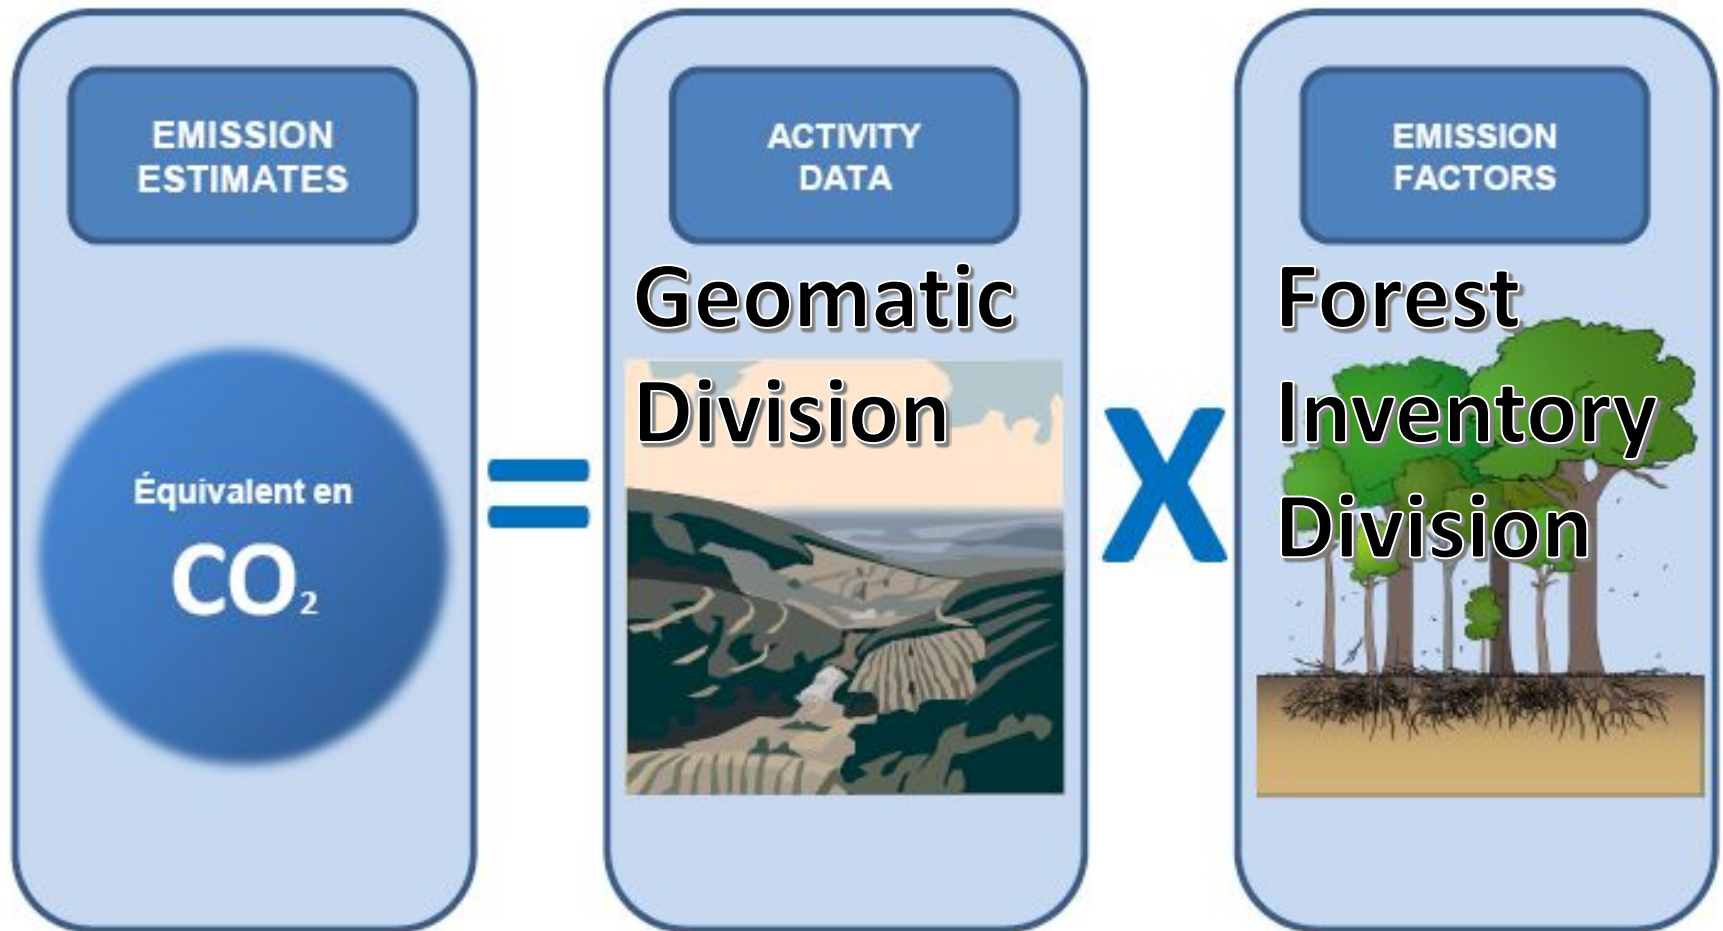 EMISSION
ESTIMATES
Équivalent en
CO₂
=
ACTIVITY
DATA
Geomatic
Division
X
EMISSION
FACTORS
Forest
Inventory
Division